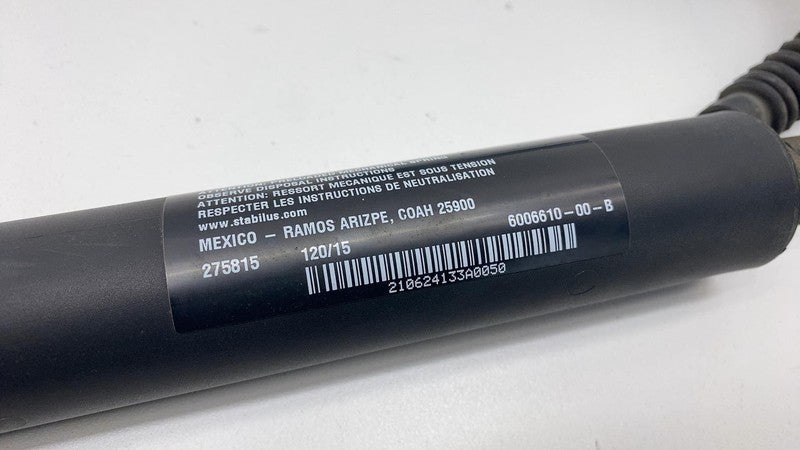 OBSERVE DISPOSAL INSTRUCTIONS
ATTENTION: RESSORT MECANIQUE EST SOUS TENSION
RESPECTER LES INSTRUCTIONS DE NEUTRALISATION
www.stabilus.com
MEXICO – RAMOS ARIZPE, COAH 25900
275815 120/15 6006610-00-B
210624133A0050